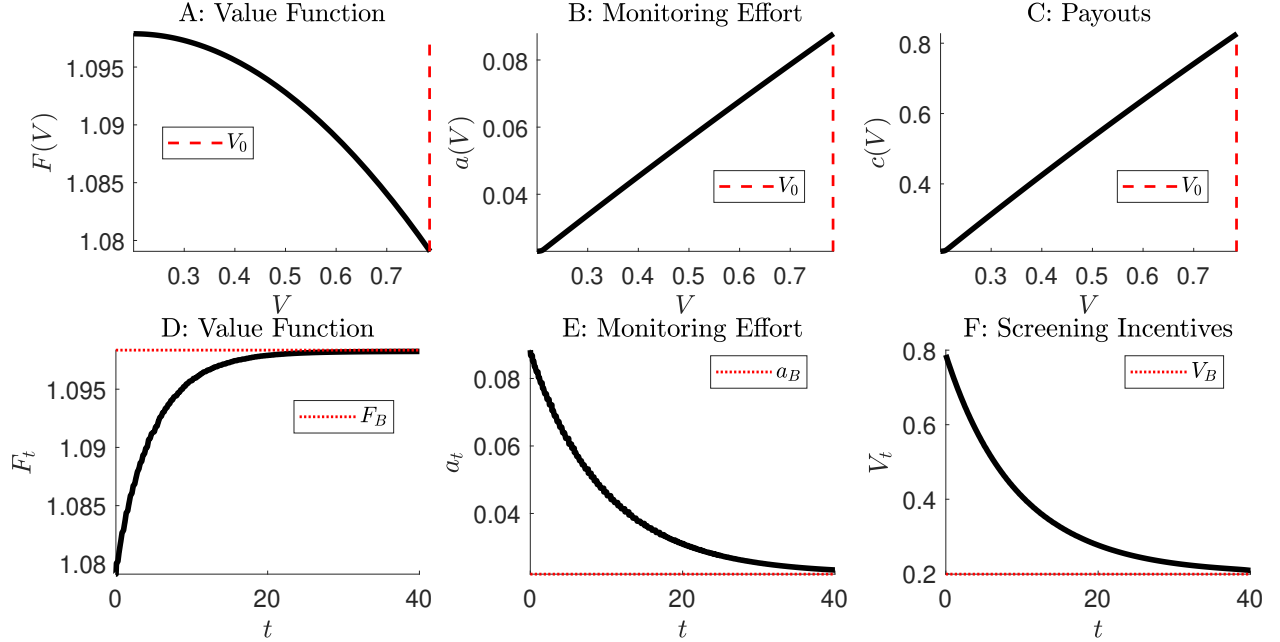 A: Value Function
F(V)
1.095
1.09
1.085
1.08
V_0
0.3 0.4 0.5 0.6 0.7
V
B: Monitoring Effort
a(V)
0.08
0.06
0.04
V_0
0.3 0.4 0.5 0.6 0.7
V
C: Payouts
c(V)
0.8
0.6
0.4
V_0
0.3 0.4 0.5 0.6 0.7
V
D: Value Function
F_t
1.095
1.09
1.085
1.08
F_B
0 20 40
t
E: Monitoring Effort
a_t
0.08
0.06
0.04
a_B
0 20 40
t
F: Screening Incentives
V_t
0.8
0.6
0.4
0.2
V_B
0 20 40
t